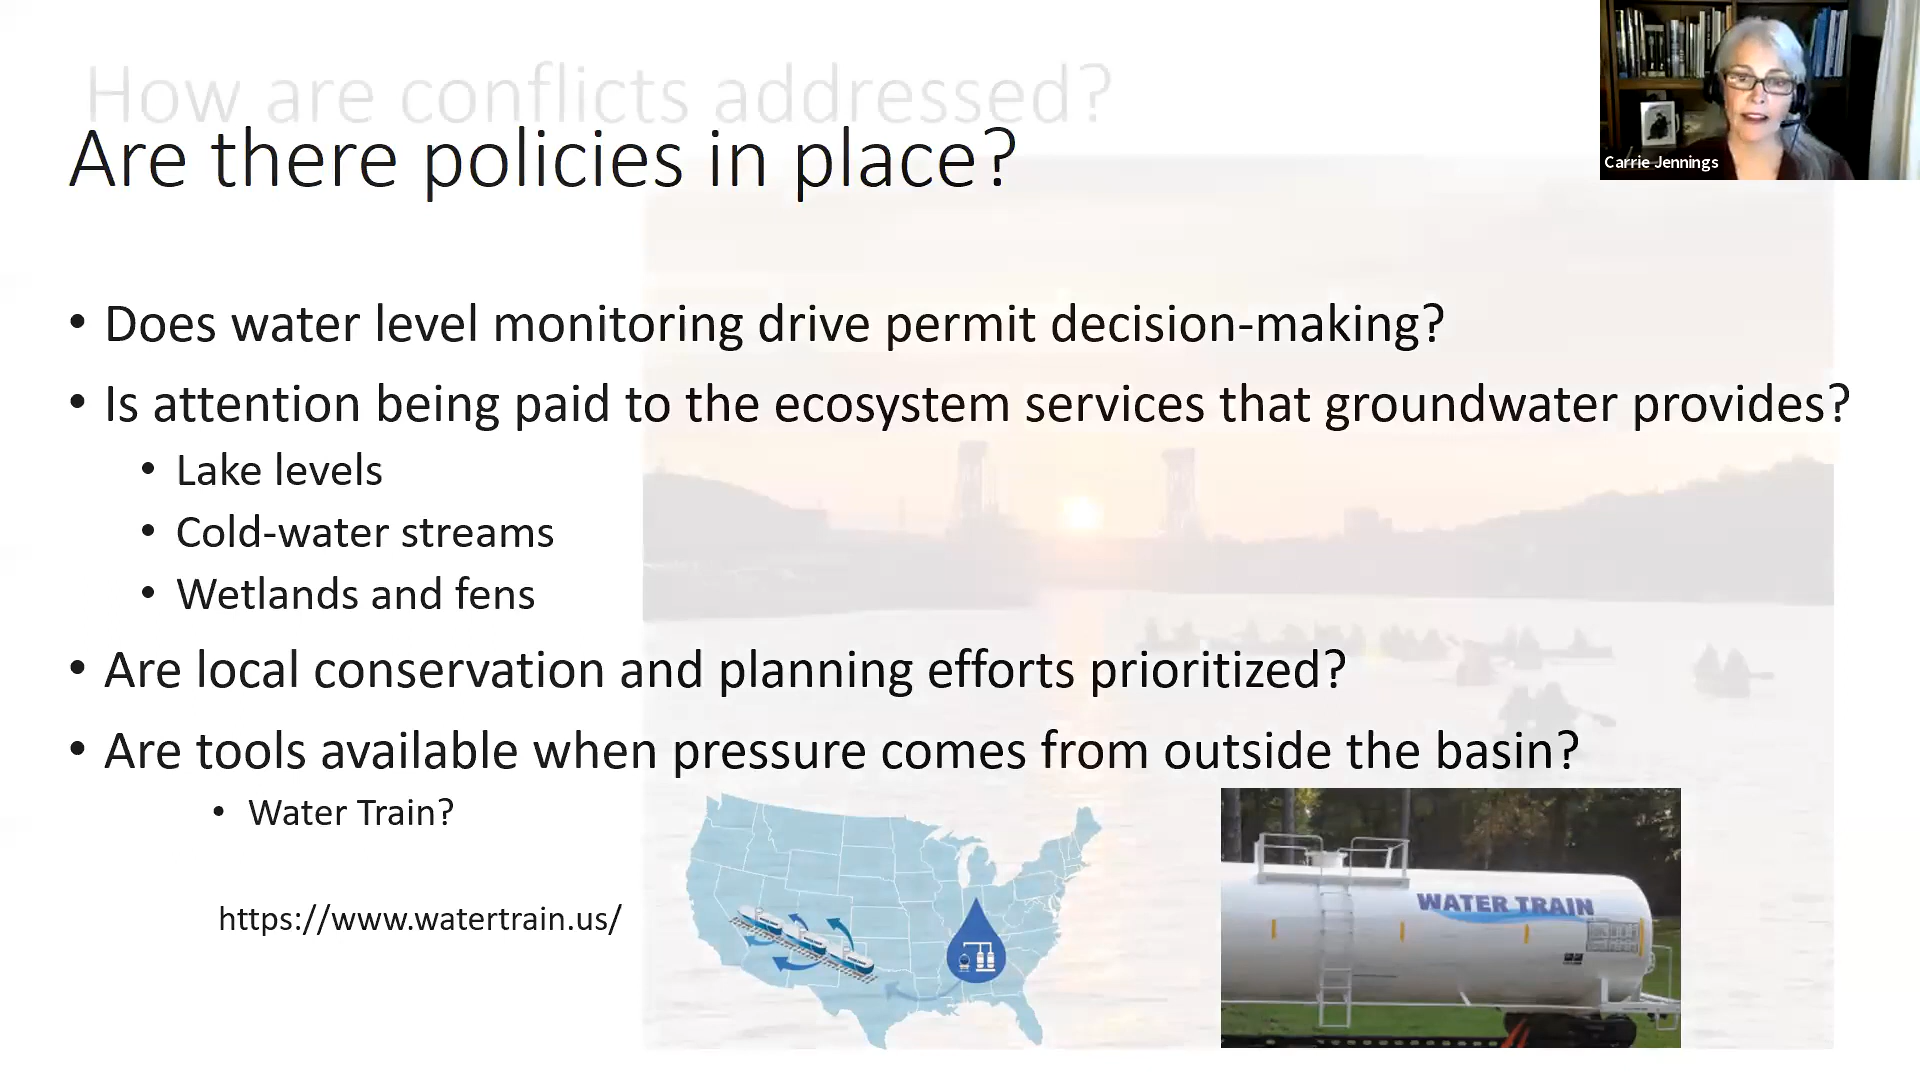 How are conflicts addressed?
Are there policies in place?
Carrie Jennings
• Does water level monitoring drive permit decision-making?
• Is attention being paid to the ecosystem services that groundwater provides?
• Lake levels
• Cold-water streams
• Wetlands and fens
• Are local conservation and planning efforts prioritized?
• Are tools available when pressure comes from outside the basin?
• Water Train?
https://www.watertrain.us/
WATER TRAIN